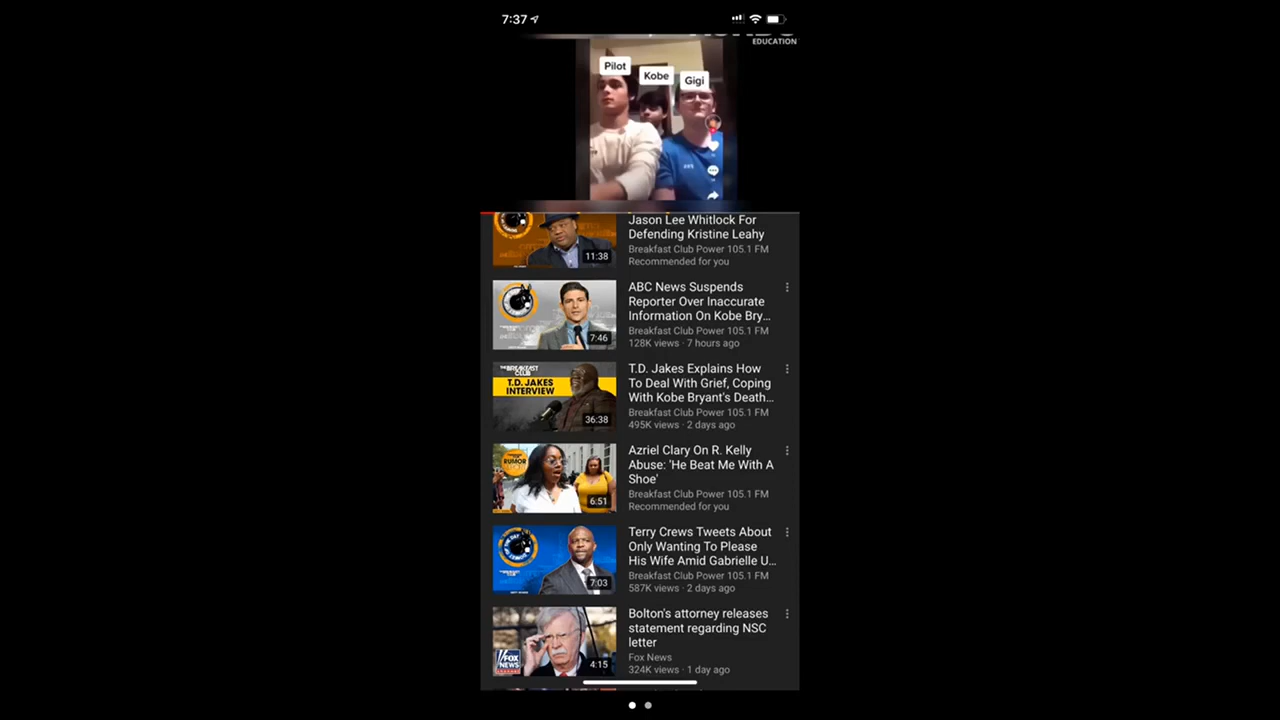 7:37
EDUCATION
Pilot
Kobe
Gigi
Jason Lee Whitlock For
Defending Kristine Leahy
Breakfast Club Power 105.1 FM
Recommended for you
11:38
ABC News Suspends
Reporter Over Inaccurate
Information On Kobe Bry...
Breakfast Club Power 105.1 FM
128K views · 7 hours ago
7:46
T.D. Jakes Explains How
To Deal With Grief, Coping
With Kobe Bryant's Death...
Breakfast Club Power 105.1 FM
495K views · 2 days ago
THE BREAKFAST
CLUB
T.D. JAKES
INTERVIEW
36:38
Azriel Clary On R. Kelly
Abuse: 'He Beat Me With A
Shoe'
Breakfast Club Power 105.1 FM
Recommended for you
RUMOR
6:51
Terry Crews Tweets About
Only Wanting To Please
His Wife Amid Gabrielle U...
Breakfast Club Power 105.1 FM
587K views · 2 days ago
7:03
Bolton's attorney releases
statement regarding NSC
letter
Fox News
324K views · 1 day ago
FOX
NEWS
4:15